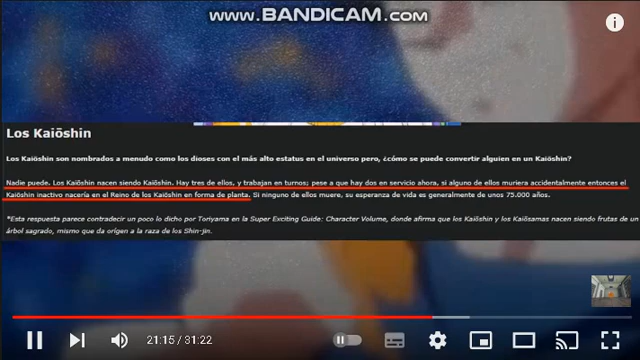 www.BANDICAM.com
Los Kaiōshin
Los Kaiōshin son nombrados a menudo como los dioses con el más alto estatus en el universo pero, ¿cómo se puede convertir alguien en un Kaiōshin?
Nadie puede. Los Kaiōshin nacen siendo Kaiōshin. Hay tres de ellos, y trabajan en turnos; pese a que hay dos en servicio ahora, si alguno de ellos muriera accidentalmente entonces el
Kaiōshin inactivo nacería en el Reino de los Kaiōshin en forma de planta. Si ninguno de ellos muere, su esperanza de vida es generalmente de unos 75.000 años.
*Esta respuesta parece contradecir un poco lo dicho por Toriyama en la Super Exciting Guide: Character Volume, donde afirma que los Kaiōshin y los Kaiōsamas nacen siendo frutas de un
árbol sagrado, mismo que da orígen a la raza de los Shin-jin.
21:15 / 31:22